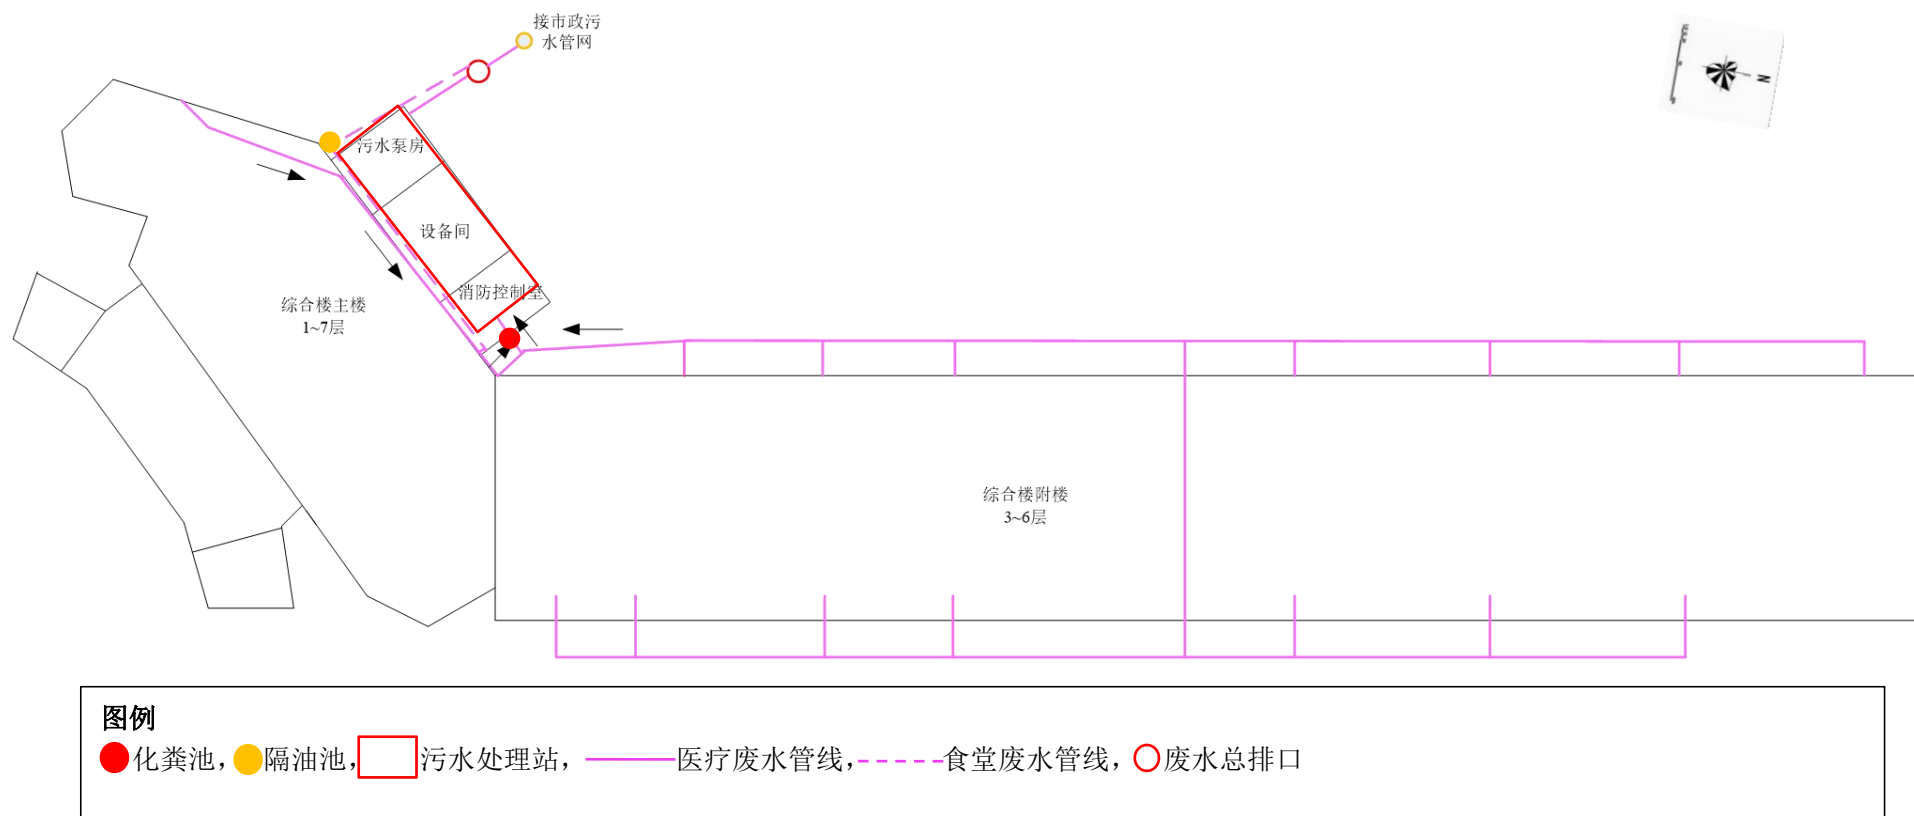 接市政污
水管网
N
污水泵房
设备间
消防控制室
综合楼主楼
1~7层
综合楼附楼
3~6层
图例
化粪池，隔油池，污水处理站，医疗废水管线，食堂废水管线，废水总排口